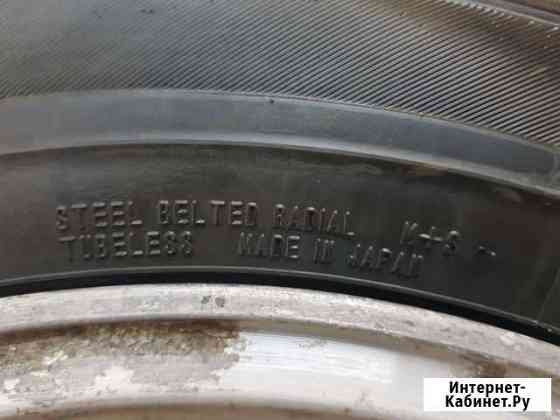 STEEL BELTED RADIAL M+S
TUBELESS MADE IN JAPAN
Интернет-
Кабинет.Ру